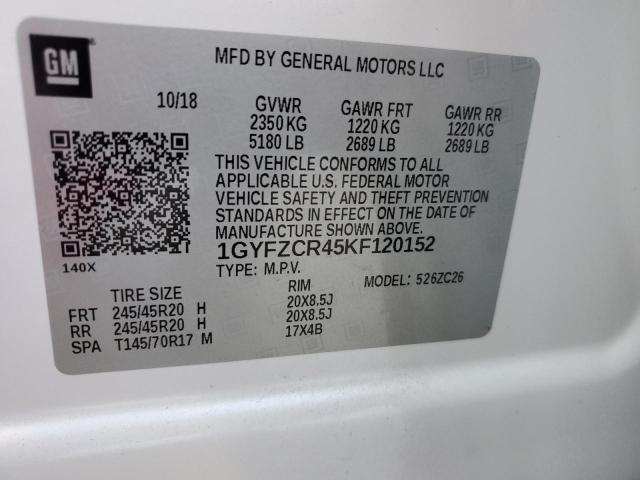 GM
MFD BY GENERAL MOTORS LLC
10/18 GVWR GAWR FRT GAWR RR
2350 KG 1220 KG 1220 KG
5180 LB 2689 LB 2689 LB
THIS VEHICLE CONFORMS TO ALL
APPLICABLE U.S. FEDERAL MOTOR
VEHICLE SAFETY AND THEFT PREVENTION
STANDARDS IN EFFECT ON THE DATE OF
MANUFACTURE SHOWN ABOVE.
1GYFZCR45KF120152
140X TYPE: M.P.V. MODEL: 526ZC26
TIRE SIZE RIM
FRT 245/45R20 H 20X8.5J
RR 245/45R20 H 20X8.5J
SPA T145/70R17 M 17X4B